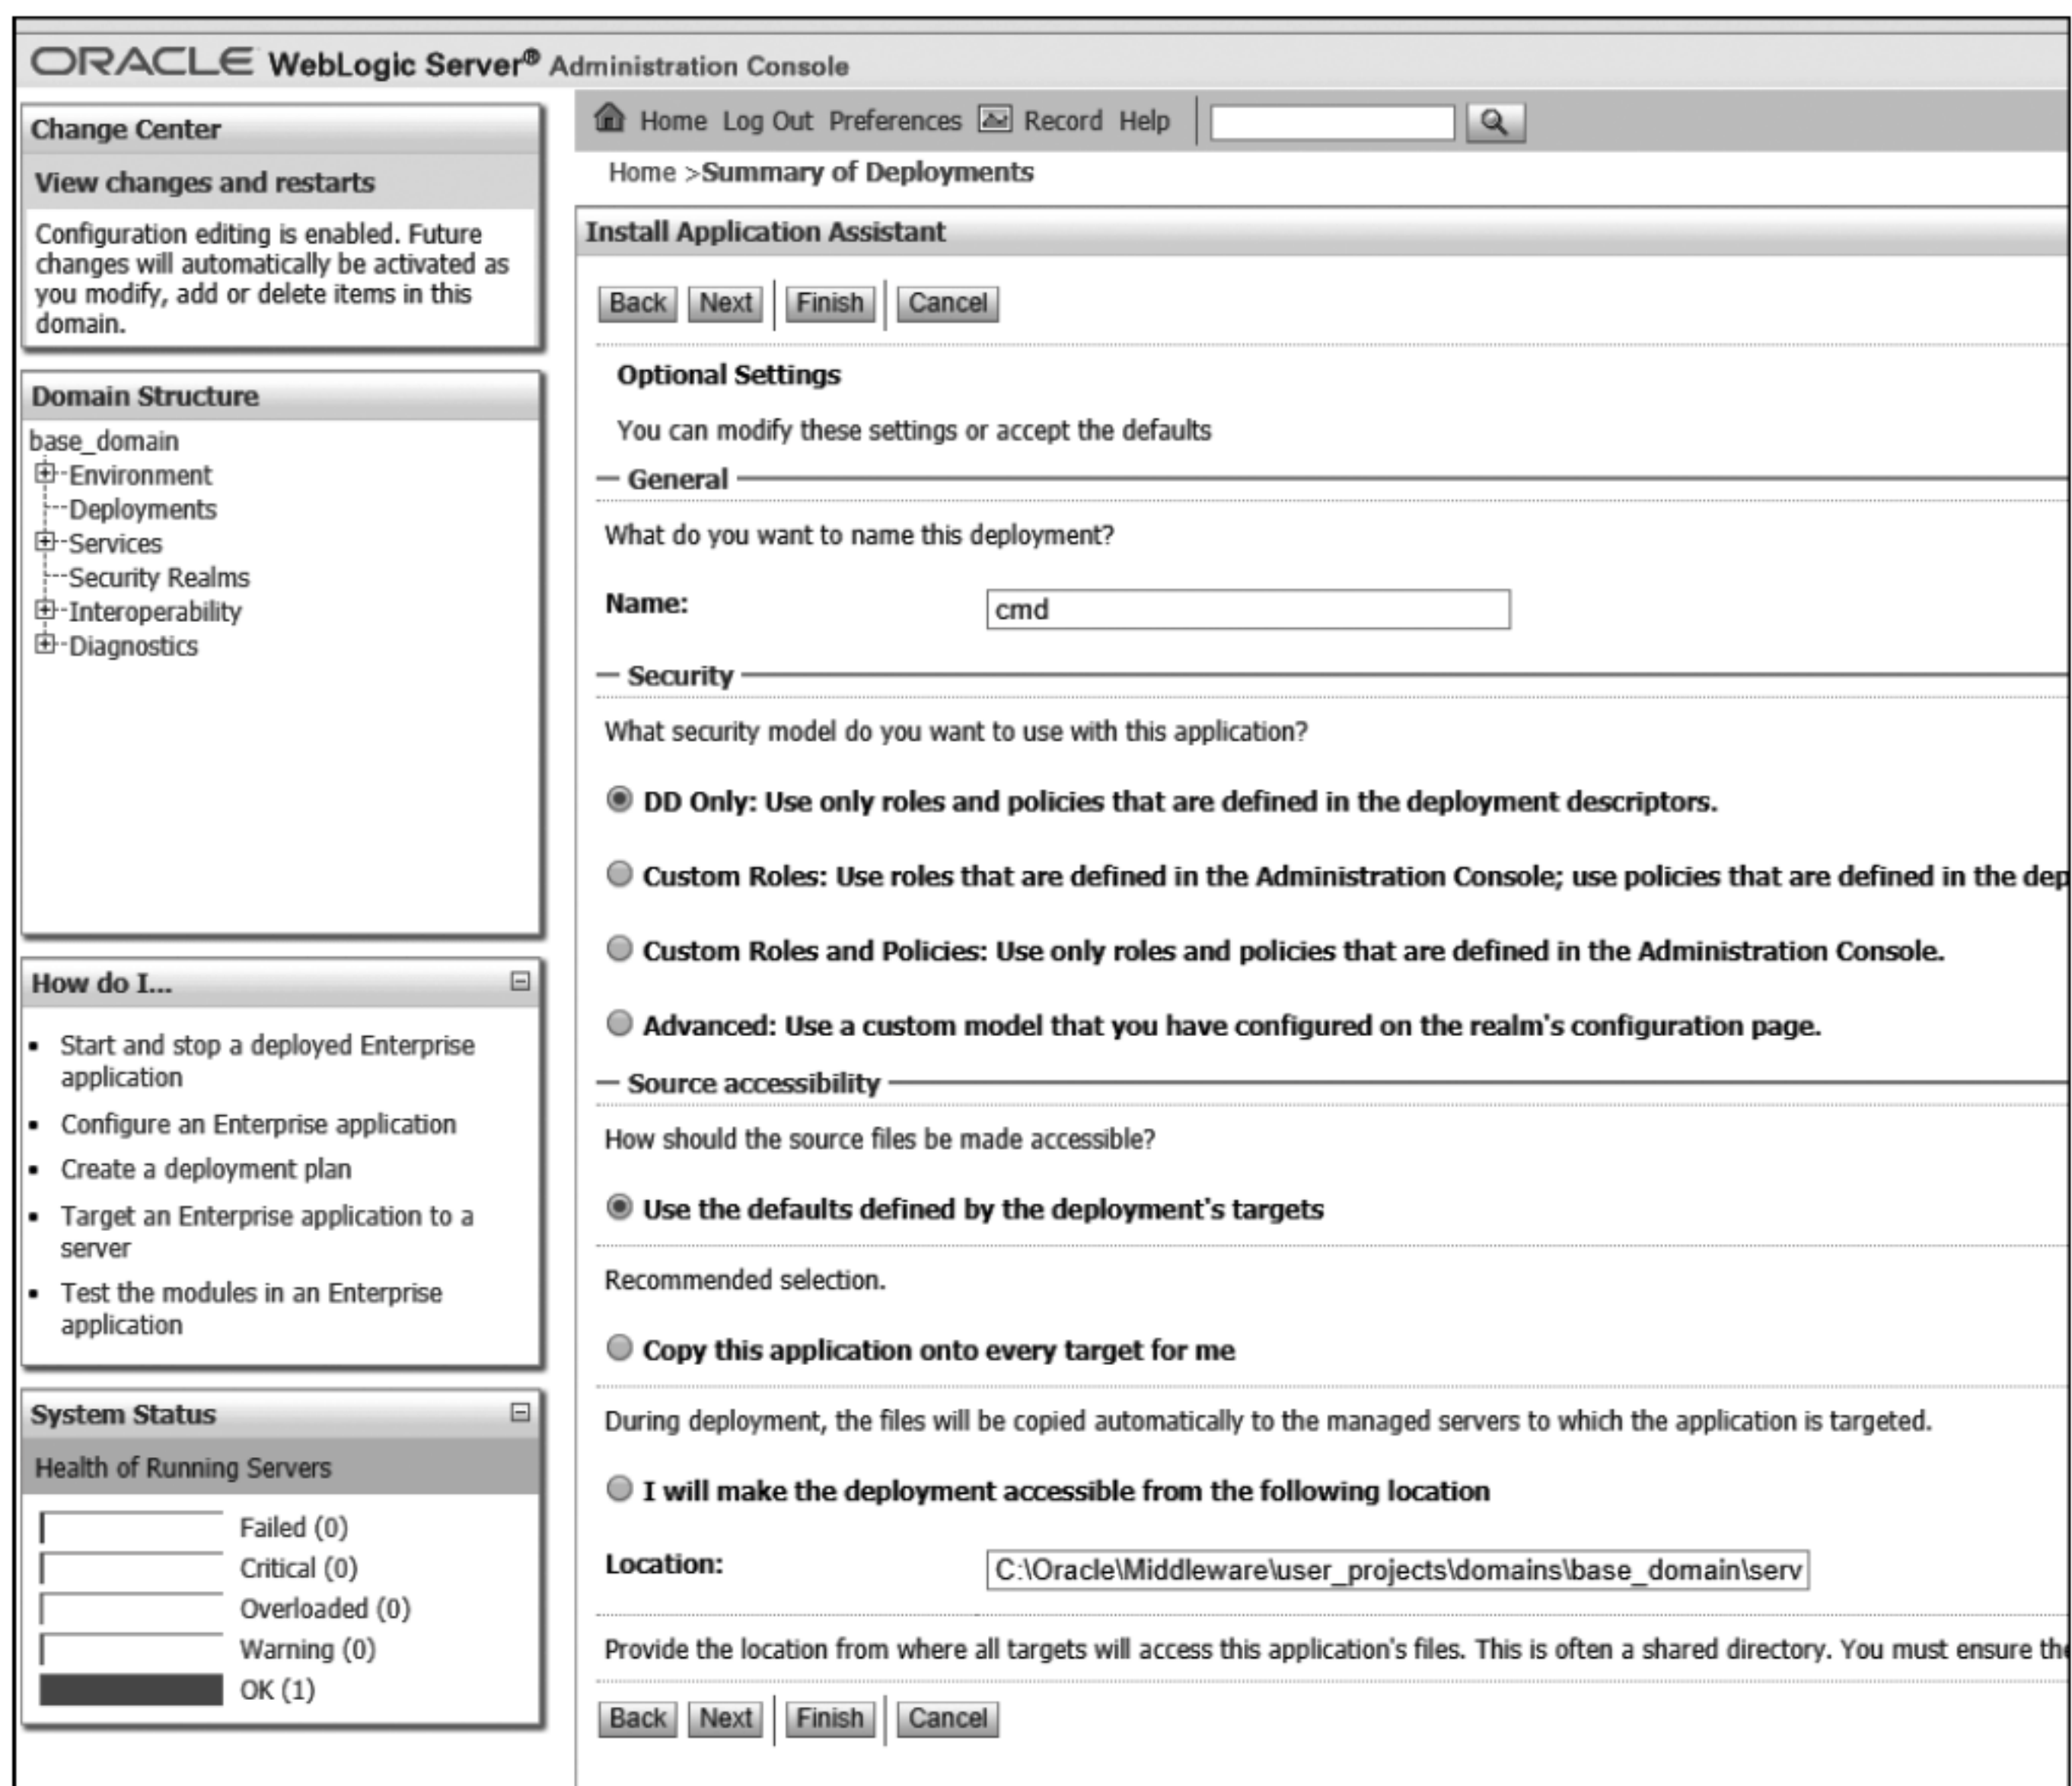 ORACLE WebLogic Server® Administration Console
Change Center
View changes and restarts
Configuration editing is enabled. Future
changes will automatically be activated as
you modify, add or delete items in this
domain.
Domain Structure
base_domain
Environment
Deployments
Services
Security Realms
Interoperability
Diagnostics
How do I...
Start and stop a deployed Enterprise
application
Configure an Enterprise application
Create a deployment plan
Target an Enterprise application to a
server
Test the modules in an Enterprise
application
System Status
Health of Running Servers
Failed (0)
Critical (0)
Overloaded (0)
Warning (0)
OK (1)
Home Log Out Preferences Record Help
Home >Summary of Deployments
Install Application Assistant
Back Next Finish Cancel
Optional Settings
You can modify these settings or accept the defaults
General
What do you want to name this deployment?
Name: cmd
Security
What security model do you want to use with this application?
DD Only: Use only roles and policies that are defined in the deployment descriptors.
Custom Roles: Use roles that are defined in the Administration Console; use policies that are defined in the dep
Custom Roles and Policies: Use only roles and policies that are defined in the Administration Console.
Advanced: Use a custom model that you have configured on the realm's configuration page.
Source accessibility
How should the source files be made accessible?
Use the defaults defined by the deployment's targets
Recommended selection.
Copy this application onto every target for me
During deployment, the files will be copied automatically to the managed servers to which the application is targeted.
I will make the deployment accessible from the following location
Location: C:\Oracle\Middleware\user_projects\domains\base_domain\serv
Provide the location from where all targets will access this application's files. This is often a shared directory. You must ensure the
Back Next Finish Cancel